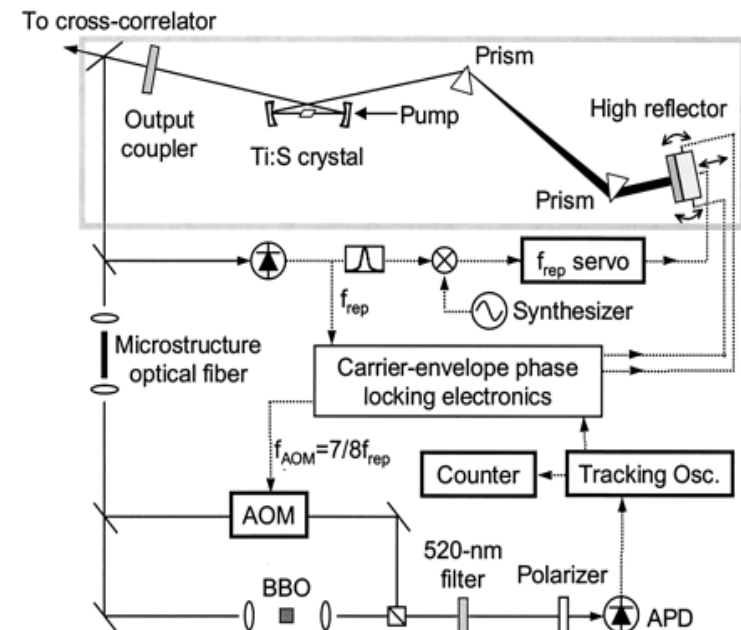 To cross-correlator
Prism
High reflector
Output
coupler
Pump
Ti:S crystal
Prism
f_rep servo
f_rep
Synthesizer
Microstructure
optical fiber
Carrier-envelope phase
locking electronics
f_AOM=7/8f_rep
Counter
Tracking Osc.
AOM
520-nm
filter
Polarizer
BBO
APD